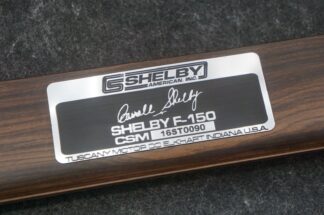 SHELBY
AMERICAN, INC.
Carroll Shelby
SHELBY F-150
CSM 16ST0090
TUSCANY MOTOR CO ELKHART INDIANA U.S.A.